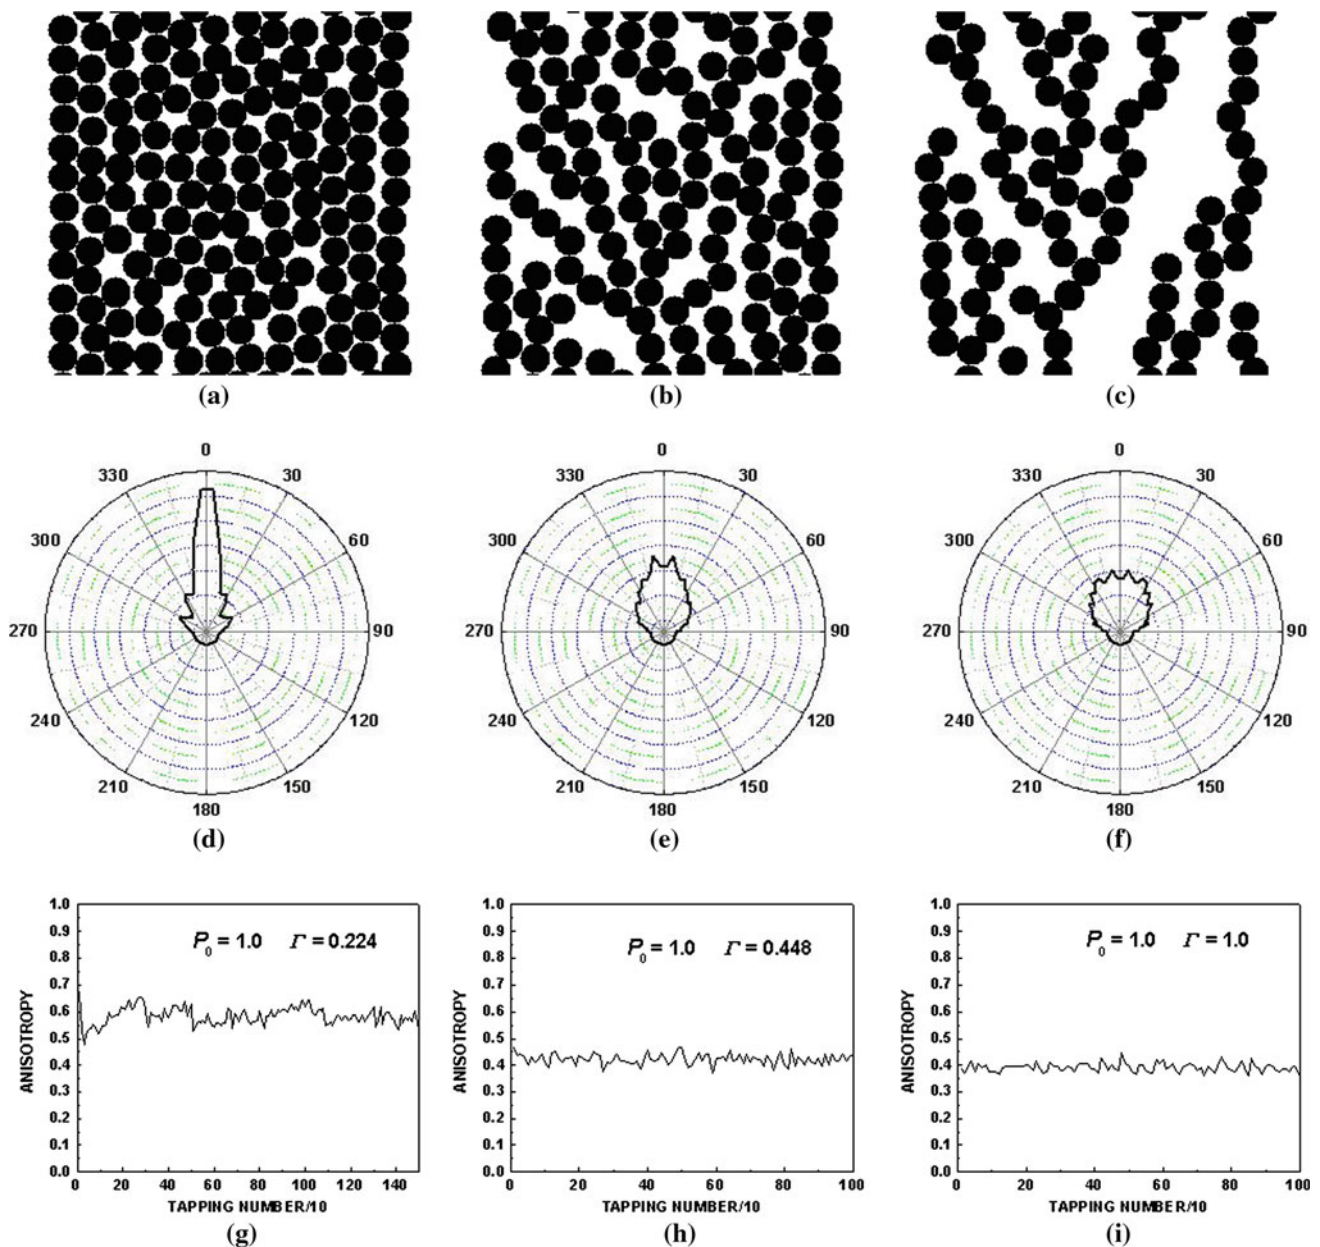 (a) (b) (c)
0 0 0
330 30 330 30 330 30
300 60 300 60 300 60
270 90 270 90 270 90
240 120 240 120 240 120
210 150 210 150 210 150
180 180 180
(d) (e) (f)
ANISOTROPY
1.0
0.9
0.8
0.7
0.6
0.5
0.4
0.3
0.2
0.1
0.0
P0 = 1.0 Γ = 0.224
0 20 40 60 80 100 120 140
TAPPING NUMBER/10
(g)
ANISOTROPY
1.0
0.9
0.8
0.7
0.6
0.5
0.4
0.3
0.2
0.1
0.0
P0 = 1.0 Γ = 0.448
0 20 40 60 80 100
TAPPING NUMBER/10
(h)
ANISOTROPY
1.0
0.9
0.8
0.7
0.6
0.5
0.4
0.3
0.2
0.1
0.0
P0 = 1.0 Γ = 1.0
0 20 40 60 80 100
TAPPING NUMBER/10
(i)